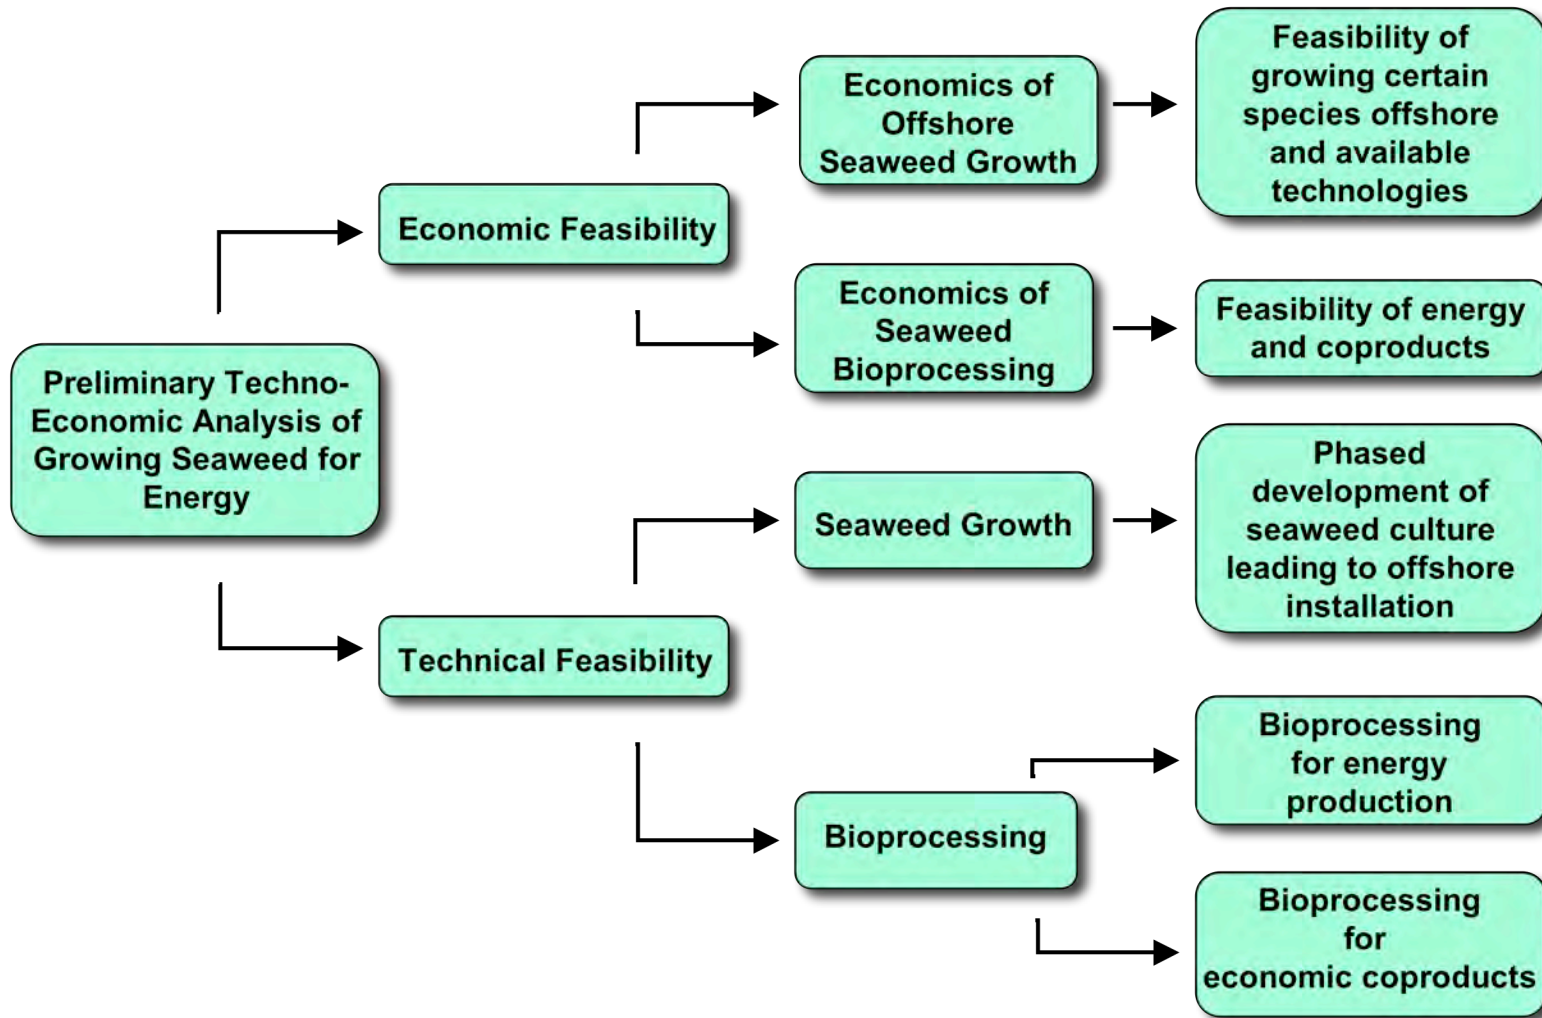 Preliminary Techno-
Economic Analysis of
Growing Seaweed for
Energy
Economic Feasibility
Technical Feasibility
Economics of
Offshore
Seaweed Growth
Economics of
Seaweed
Bioprocessing
Seaweed Growth
Bioprocessing
Feasibility of
growing certain
species offshore
and available
technologies
Feasibility of energy
and coproducts
Phased
development of
seaweed culture
leading to offshore
installation
Bioprocessing
for energy
production
Bioprocessing
for
economic coproducts